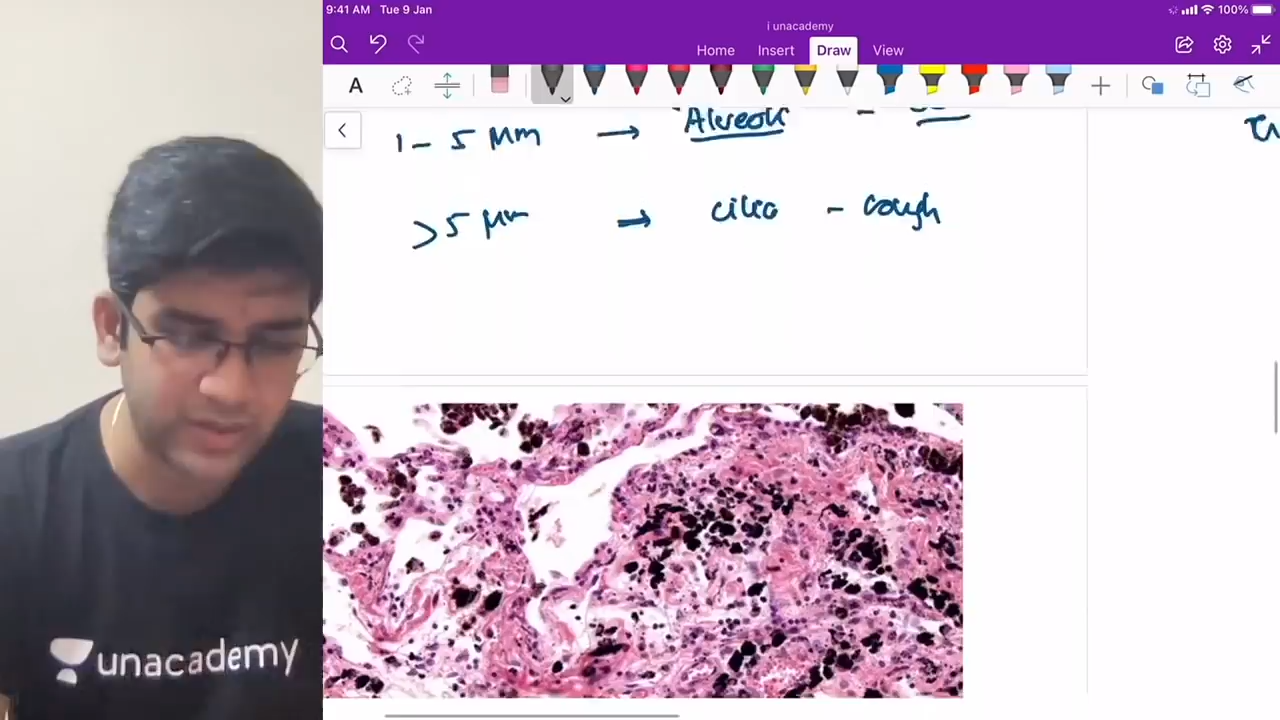 9:41 AM Tue 9 Jan
100%
i unacademy
Home Insert Draw View
A
1 - 5 μm → Alveoli -
>5 μm → cilia - cough
unacademy